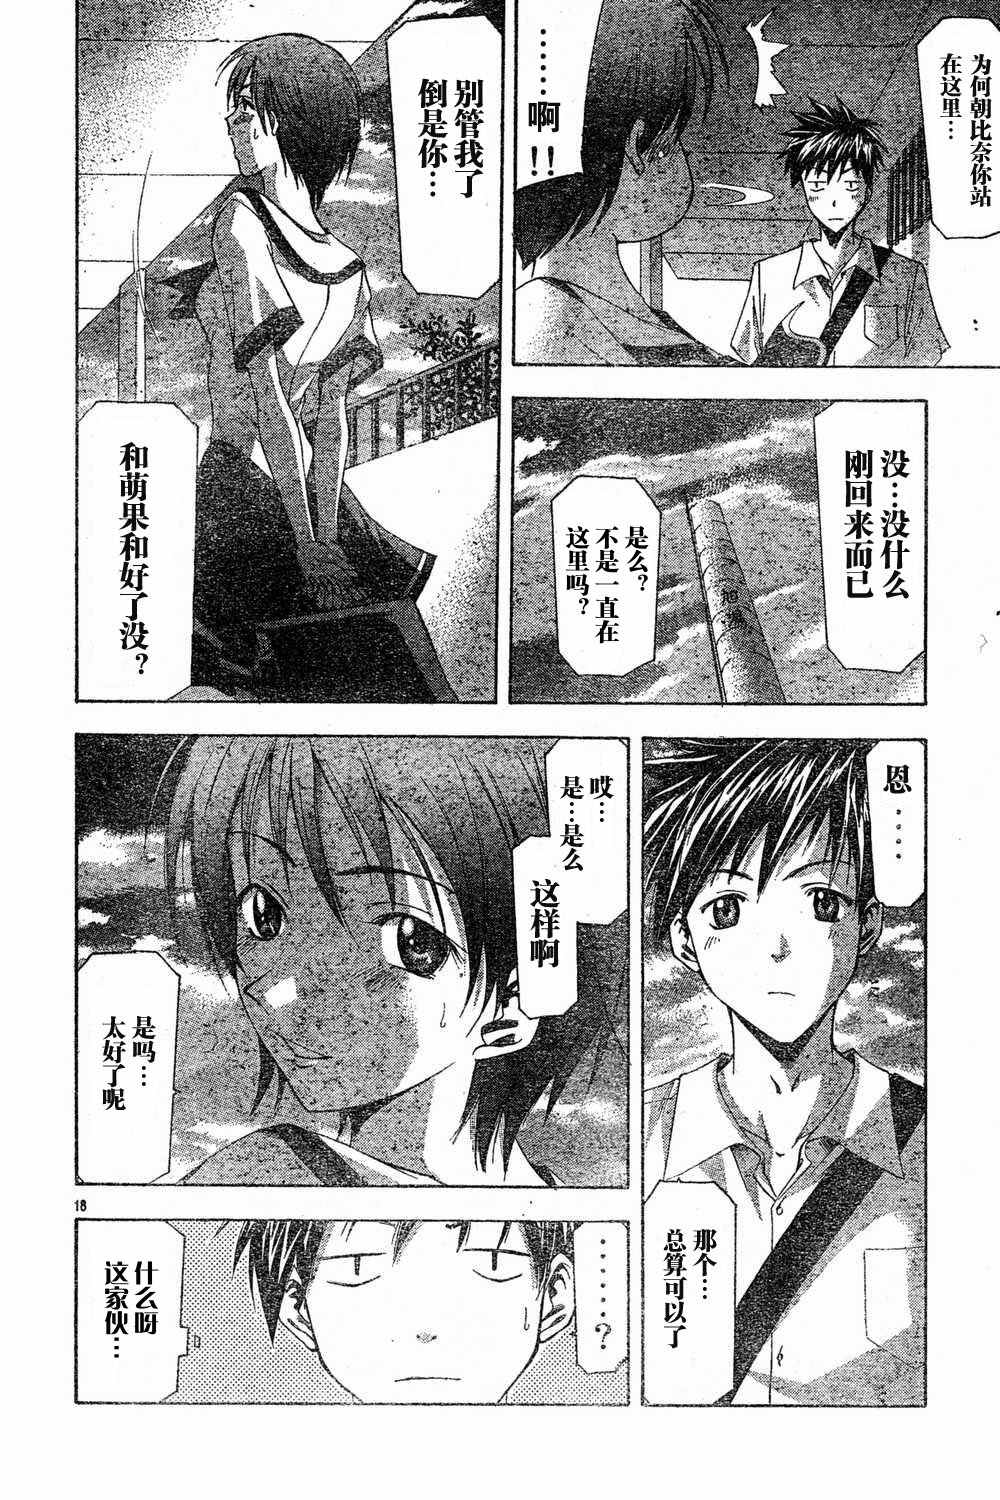 为何朝比奈你站
在这里…
……啊!!
别管我了
倒是你…
和萌果和好了没？
没…没什么
刚回来而已
是么？
不是一直在
这里吗？
恩……
那个…
总算可以了
哎…
是…是么
这样啊
是吗…
太好了呢
……？
什么呀
这家伙…
18